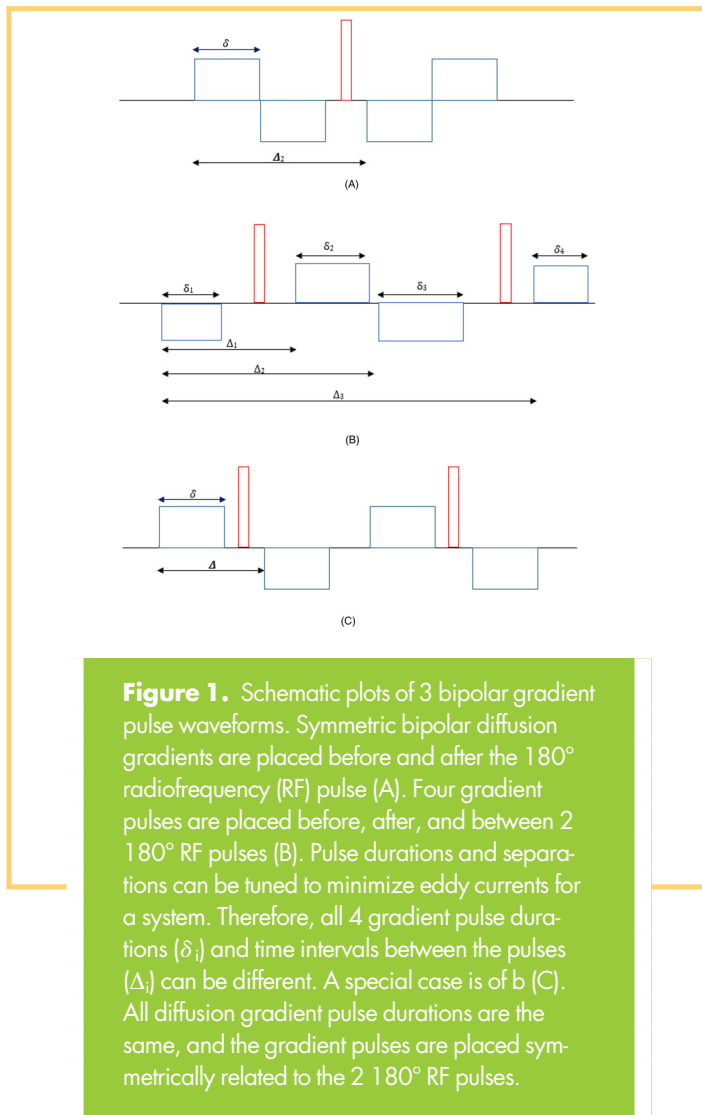 δ
Δ₂
(A)
δ₂
δ₄
δ₁
δ₃
Δ₁
Δ₂
Δ₃
(B)
δ
Δ
(C)
Figure 1. Schematic plots of 3 bipolar gradient
pulse waveforms. Symmetric bipolar diffusion
gradients are placed before and after the 180°
radiofrequency (RF) pulse (A). Four gradient
pulses are placed before, after, and between 2
180° RF pulses (B). Pulse durations and separa-
tions can be tuned to minimize eddy currents for
a system. Therefore, all 4 gradient pulse dura-
tions (δᵢ) and time intervals between the pulses
(Δᵢ) can be different. A special case is of b (C).
All diffusion gradient pulse durations are the
same, and the gradient pulses are placed sym-
metrically related to the 2 180° RF pulses.